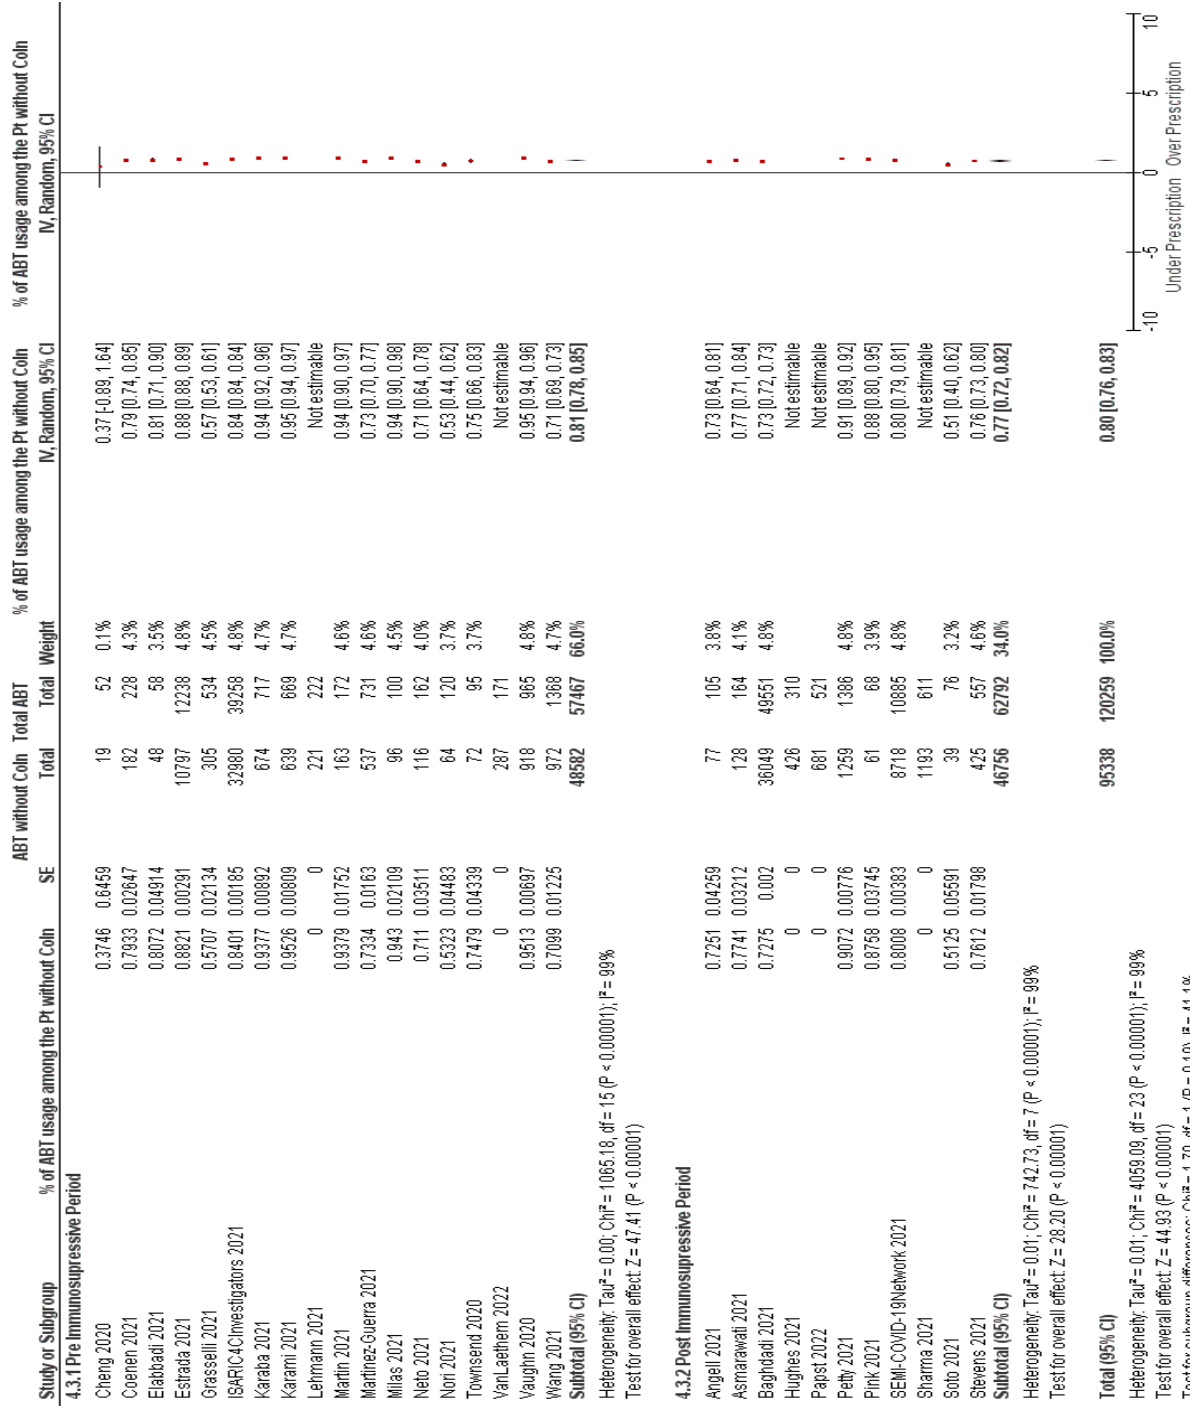 ABT without CoIn Total ABT % of ABT usage among the Pt without CoIn % of ABT usage among the Pt without CoIn
Study or Subgroup % of ABT usage among the Pt without CoIn SE Total Total Weight IV, Random, 95% CI IV, Random, 95% CI
4.3.1 Pre Immunosupressive Period
Cheng 2020 0.3746 0.6459 19 52 0.1% 0.37 [-0.89, 1.64]
Coenen 2021 0.7933 0.02647 182 228 4.3% 0.79 [0.74, 0.85]
Elabbadi 2021 0.8072 0.04914 48 58 3.5% 0.81 [0.71, 0.90]
Estrada 2021 0.8821 0.00291 10797 12238 4.8% 0.88 [0.88, 0.89]
Grasselli 2021 0.5707 0.02134 305 534 4.5% 0.57 [0.53, 0.61]
ISARIC4CInvestigators 2021 0.8401 0.00185 32980 39258 4.8% 0.84 [0.84, 0.84]
Karaba 2021 0.9377 0.00892 674 717 4.7% 0.94 [0.92, 0.96]
Karami 2021 0.9526 0.00809 639 669 4.7% 0.95 [0.94, 0.97]
Lehmann 2021 0 0 221 222 Not estimable
Martin 2021 0.9379 0.01752 163 172 4.6% 0.94 [0.90, 0.97]
Martinez-Guerra 2021 0.7334 0.0163 537 731 4.6% 0.73 [0.70, 0.77]
Milas 2021 0.943 0.02109 96 100 4.5% 0.94 [0.90, 0.98]
Neto 2021 0.711 0.03511 116 162 4.0% 0.71 [0.64, 0.78]
Nori 2021 0.5323 0.04483 64 120 3.7% 0.53 [0.44, 0.62]
Townsend 2020 0.7479 0.04339 72 95 3.7% 0.75 [0.66, 0.83]
VanLaethem 2022 0 0 287 171 Not estimable
Vaughn 2020 0.9513 0.00697 918 965 4.8% 0.95 [0.94, 0.96]
Wang 2021 0.7099 0.01225 972 1368 4.7% 0.71 [0.69, 0.73]
Subtotal (95% CI) 48582 57467 66.0% 0.81 [0.78, 0.85]
Heterogeneity: Tau² = 0.00; Chi² = 1065.18, df = 15 (P < 0.00001); I² = 99%
Test for overall effect: Z = 47.41 (P < 0.00001)
4.3.2 Post Immunosupressive Period
Angell 2021 0.7251 0.04259 77 105 3.8% 0.73 [0.64, 0.81]
Asmarawati 2021 0.7741 0.03212 128 164 4.1% 0.77 [0.71, 0.84]
Baghdadi 2021 0.7275 0.002 36049 49551 4.8% 0.73 [0.72, 0.73]
Hughes 2021 0 0 426 310 Not estimable
Papst 2022 0 0 681 521 Not estimable
Petty 2021 0.9072 0.00776 1259 1386 4.8% 0.91 [0.89, 0.92]
Pink 2021 0.8758 0.03745 61 68 3.9% 0.88 [0.80, 0.95]
SEMI-COVID-19Network 2021 0.8008 0.00383 8718 10885 4.8% 0.80 [0.79, 0.81]
Sharma 2021 0 0 1193 611 Not estimable
Soto 2021 0.5125 0.05591 39 76 3.2% 0.51 [0.40, 0.62]
Stevens 2021 0.7612 0.01798 425 557 4.6% 0.76 [0.73, 0.80]
Subtotal (95% CI) 46756 62792 34.0% 0.77 [0.72, 0.82]
Heterogeneity: Tau² = 0.01; Chi² = 742.73, df = 7 (P < 0.00001); I² = 99%
Test for overall effect: Z = 28.20 (P < 0.00001)
Total (95% CI) 95338 120259 100.0% 0.80 [0.76, 0.83]
Heterogeneity: Tau² = 0.01; Chi² = 4059.09, df = 23 (P < 0.00001); I² = 99%
Test for overall effect: Z = 44.93 (P < 0.00001)
Test for subgroup differences: Chi² = 1.70, df = 1 (P = 0.19), I² = 41.1%
-10 -5 0 5 10
Under Prescription Over Prescription